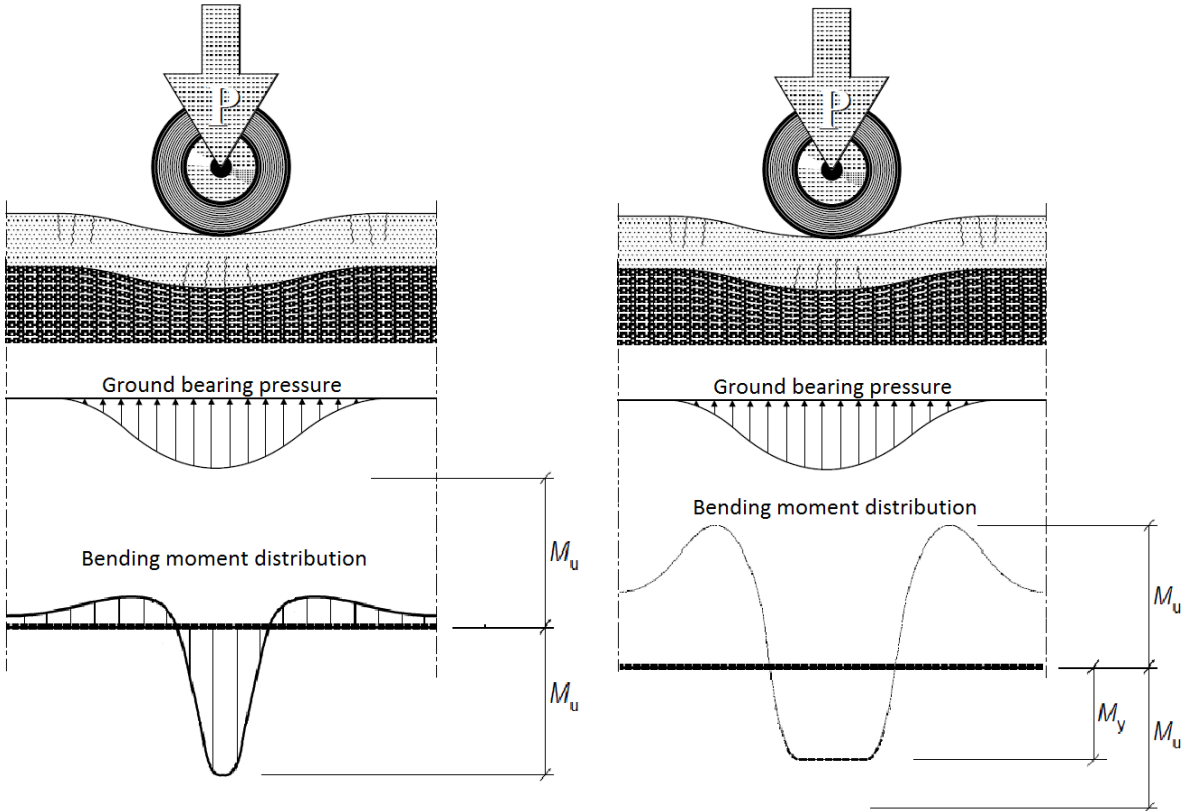 P
Ground bearing pressure
Bending moment distribution
Mu
Mu
P
Ground bearing pressure
Bending moment distribution
Mu
My
Mu